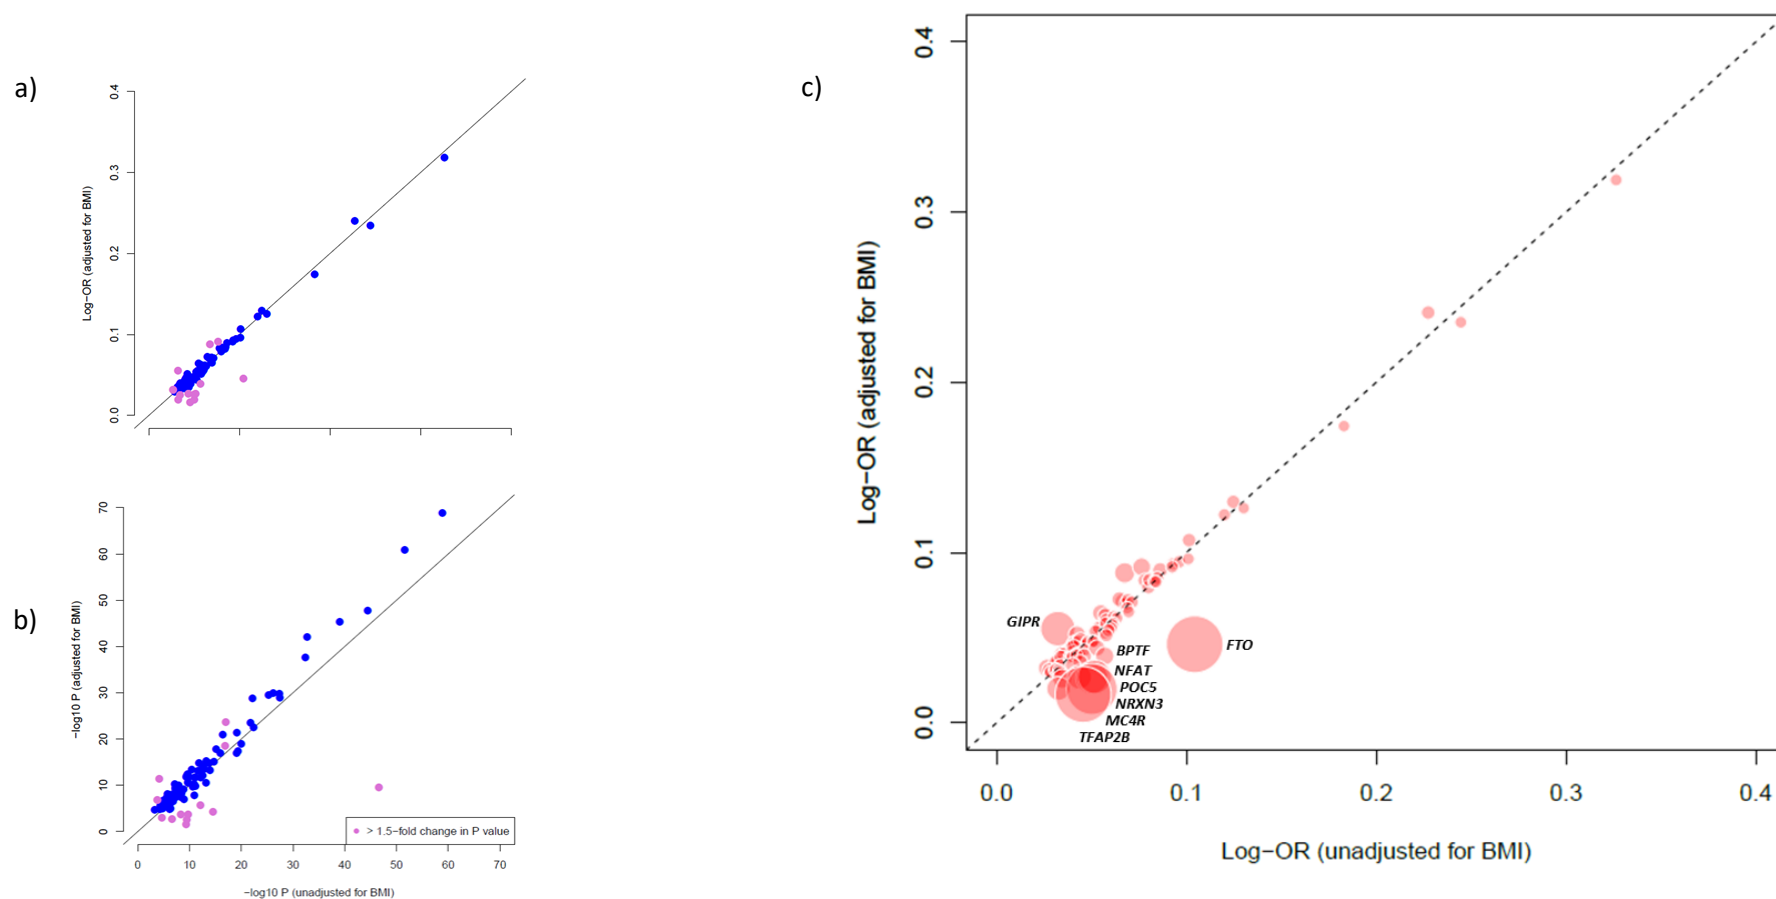 a)
Log−OR (adjusted for BMI)
0.4
0.3
0.2
0.1
0.0
b)
−log10 P (adjusted for BMI)
70
60
50
40
30
20
10
0
> 1.5−fold change in P value
0 10 20 30 40 50 60 70
−log10 P (unadjusted for BMI)
c)
Log−OR (adjusted for BMI)
0.4
0.3
0.2
0.1
0.0
GIPR
FTO
BPTF
NFAT
POC5
NRXN3
MC4R
TFAP2B
0.0 0.1 0.2 0.3 0.4
Log−OR (unadjusted for BMI)